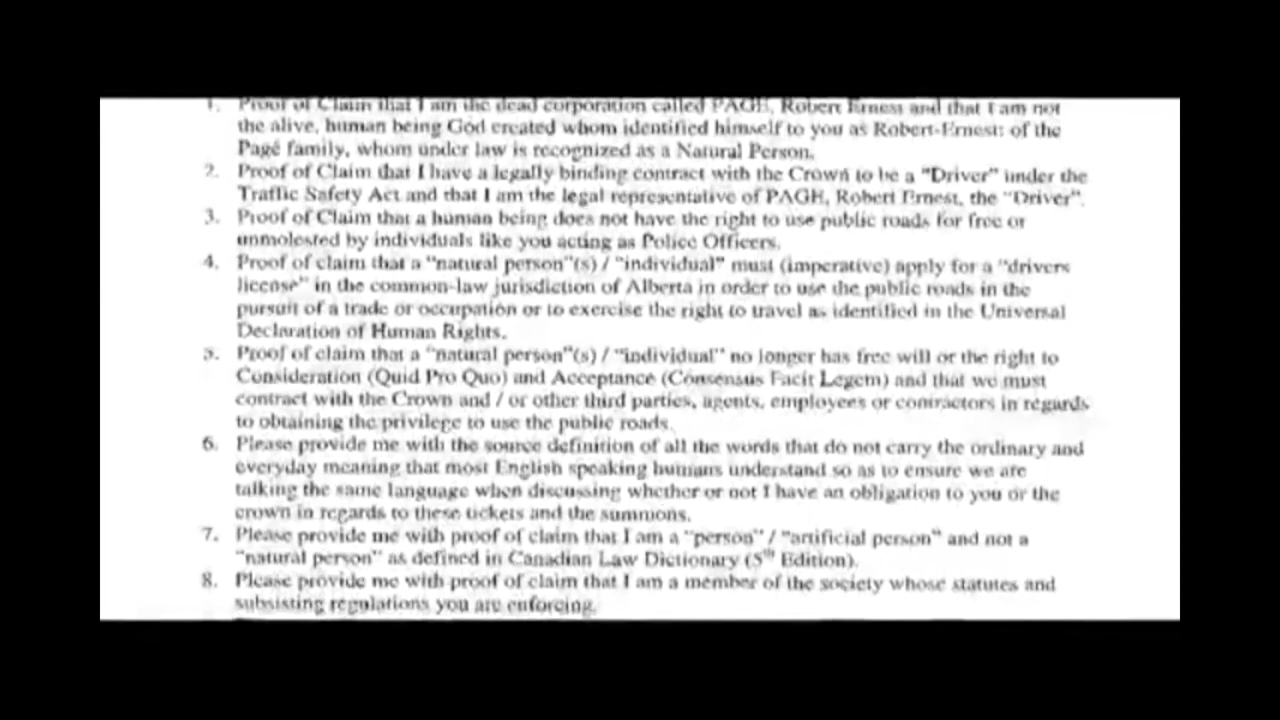 1. Proof of Claim that I am the dead corporation called PAGE, Robert Ernest and that I am not
the alive, human being God created whom identified himself to you as Robert-Ernest: of the
Pagé family, whom under law is recognized as a Natural Person.
2. Proof of Claim that I have a legally binding contract with the Crown to be a "Driver" under the
Traffic Safety Act and that I am the legal representative of PAGE, Robert Ernest, the "Driver".
3. Proof of Claim that a human being does not have the right to use public roads for free or
unmolested by individuals like you acting as Police Officers.
4. Proof of claim that a "natural person"(s) / "individual" must (imperative) apply for a "drivers
license" in the common-law jurisdiction of Alberta in order to use the public roads in the
pursuit of a trade or occupation or to exercise the right to travel as identified in the Universal
Declaration of Human Rights.
5. Proof of claim that a "natural person"(s) / "individual" no longer has free will or the right to
Consideration (Quid Pro Quo) and Acceptance (Consensus Facit Legem) and that we must
contract with the Crown and / or other third parties, agents, employees or contractors in regards
to obtaining the privilege to use the public roads.
6. Please provide me with the source definition of all the words that do not carry the ordinary and
everyday meaning that most English speaking humans understand so as to ensure we are
talking the same language when discussing whether or not I have an obligation to you or the
crown in regards to these tickets and the summons.
7. Please provide me with proof of claim that I am a "person" / "artificial person" and not a
"natural person" as defined in Canadian Law Dictionary (5th Edition).
8. Please provide me with proof of claim that I am a member of the society whose statutes and
subsisting regulations you are enforcing.